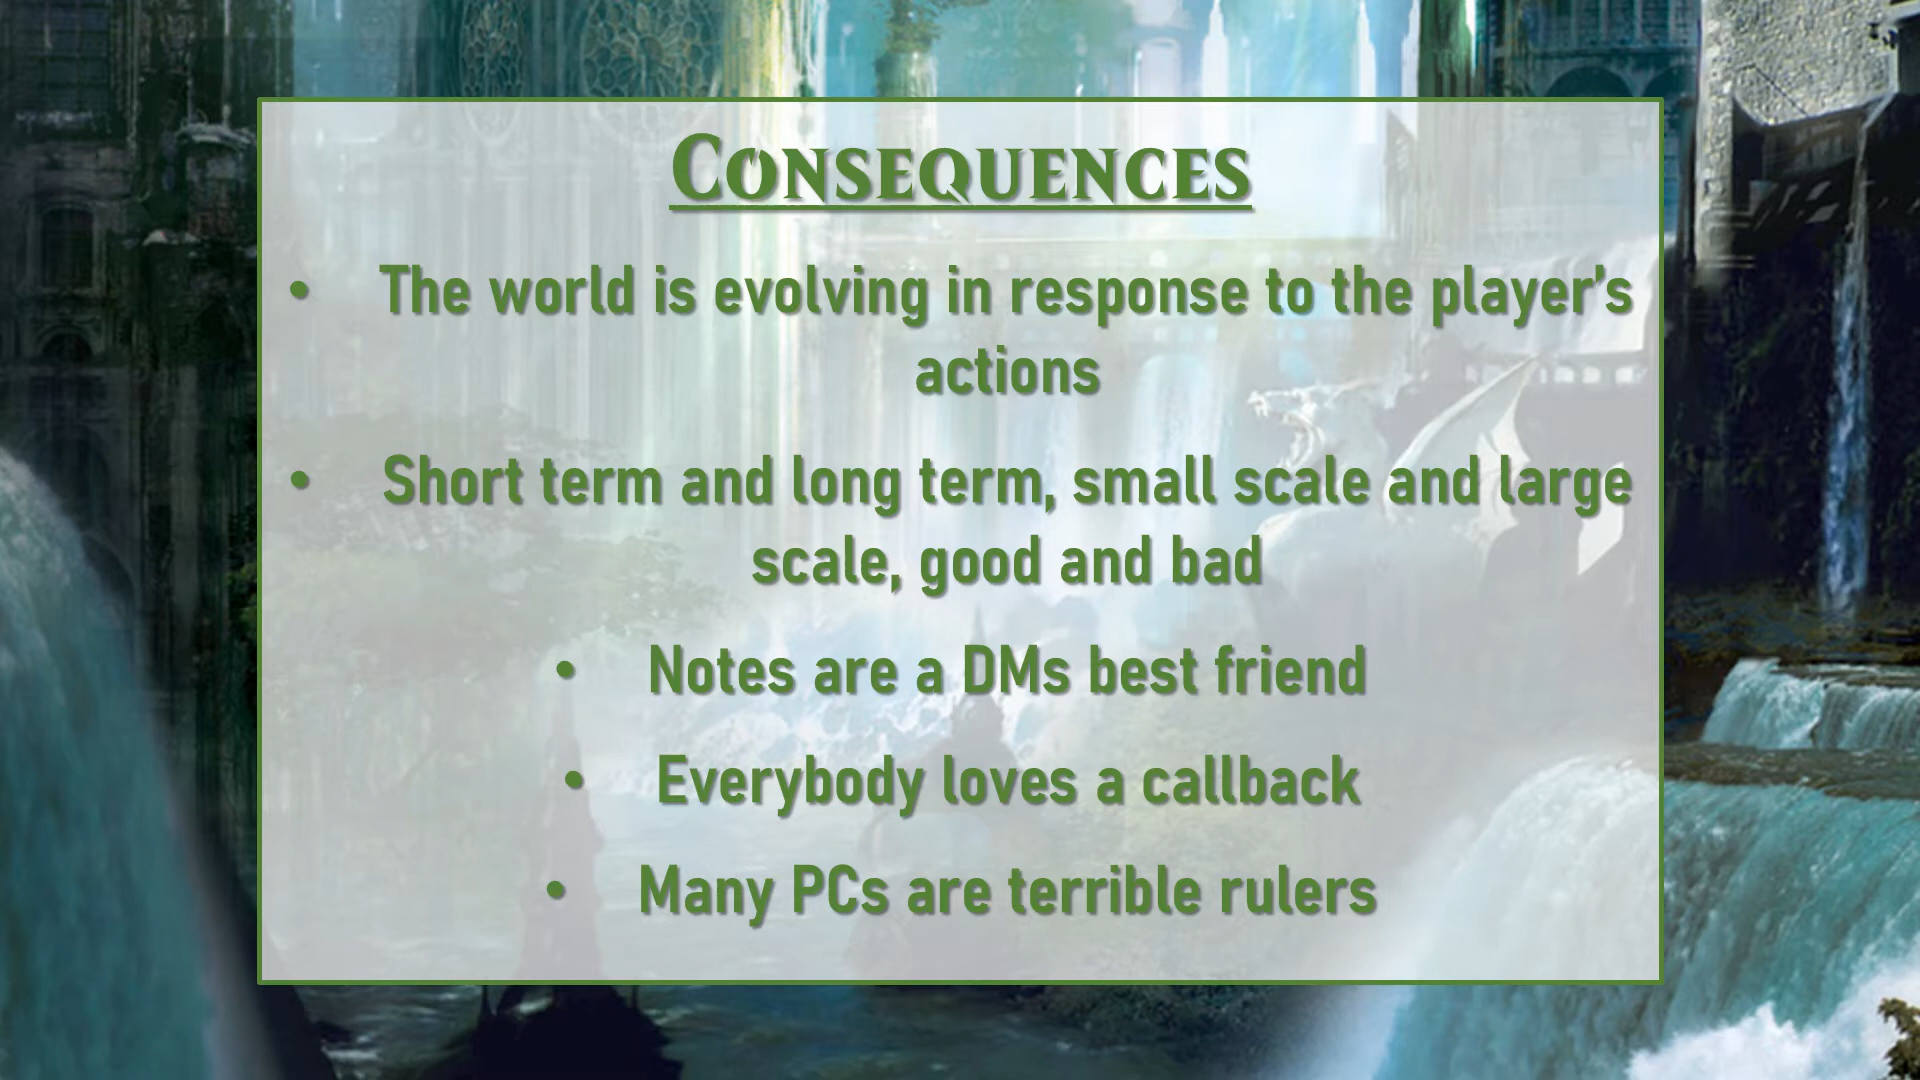 Consequences
• The world is evolving in response to the player’s
actions
• Short term and long term, small scale and large
scale, good and bad
• Notes are a DMs best friend
• Everybody loves a callback
• Many PCs are terrible rulers